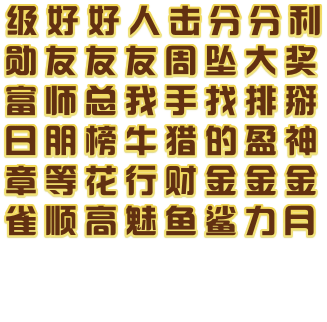 级好好人击分分利
勋友友友周坠大奖
富师总我手找排掰
日朋榜牛猎的盈神
章等花行财金金金
雀顺高魅鱼鲨力月